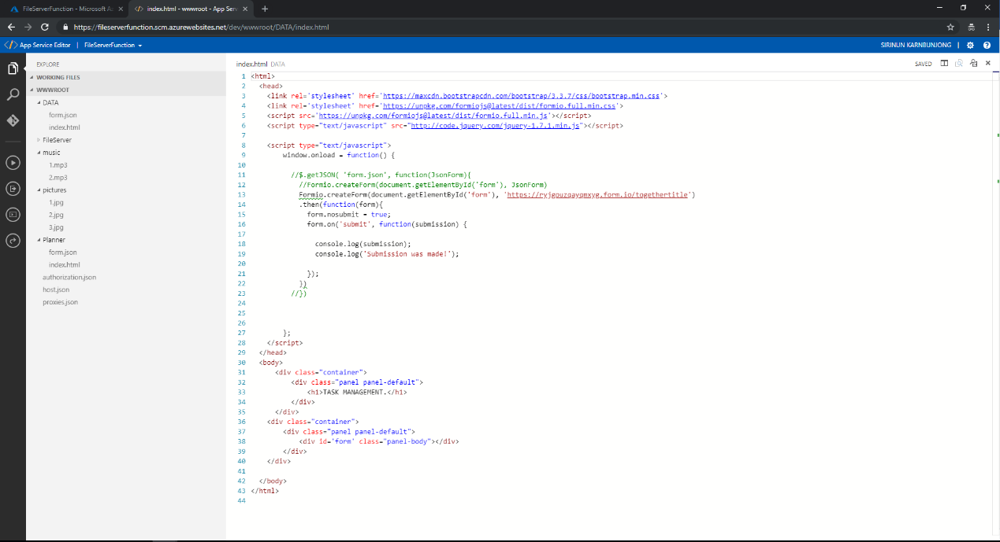 FileServerFunction - Microsoft Az
index.html - wwwroot - App Serv
https://fileserverfunction.scm.azurewebsites.net/dev/wwwroot/DATA/index.html
App Service Editor | FileServerFunction
SIRINUN KARNBUNJONG |
EXPLORE
WORKING FILES
WWWROOT
DATA
form.json
index.html
FileServer
music
1.mp3
2.mp3
pictures
1.jpg
2.jpg
3.jpg
Planner
form.json
index.html
authorization.json
host.json
proxies.json
index.html DATA
SAVED
1 <html>
2 <head>
3 <link rel='stylesheet' href='https://maxcdn.bootstrapcdn.com/bootstrap/3.3.7/css/bootstrap.min.css'>
4 <link rel='stylesheet' href='https://unpkg.com/formiojs@latest/dist/formio.full.min.css'>
5 <script src='https://unpkg.com/formiojs@latest/dist/formio.full.min.js'></script>
6 <script type="text/javascript" src="http://code.jquery.com/jquery-1.7.1.min.js"></script>
7
8 <script type="text/javascript">
9 window.onload = function() {
10
11 //$.getJSON( 'form.json', function(JsonForm){
12 //Formio.createForm(document.getElementById('form'), JsonForm)
13 Formio.createForm(document.getElementById('form'), 'https://ryjgouzqayqmxyg.form.io/togethertitle')
14 .then(function(form){
15 form.nosubmit = true;
16 form.on('submit', function(submission) {
17
18 console.log(submission);
19 console.log('Submission was made!');
20
21 });
22 })
23 //})
24
25
26
27 };
28 </script>
29 </head>
30 <body>
31 <div class="container">
32 <div class="panel panel-default">
33 <h1>TASK MANAGEMENT.</h1>
34 </div>
35 </div>
36 <div class="container">
37 <div class="panel panel-default">
38 <div id='form' class="panel-body"></div>
39 </div>
40 </div>
41
42 </body>
43 </html>
44